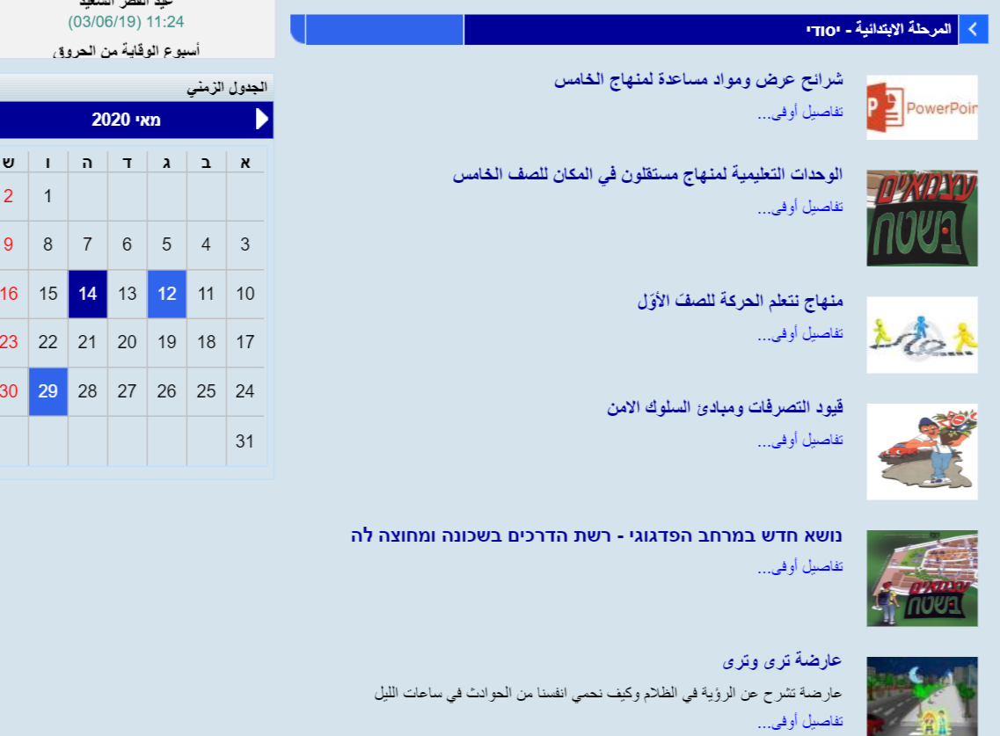 المرحلة الابتدائية - יסודי
شرائح عرض ومواد مساعدة لمنهاج الخامس
تفاصيل أوفى...
PowerPoin
الوحدات التعليمية لمنهاج مستقلون في المكان للصف الخامس
تفاصيل أوفى...
עצמאים
בשטח
منهاج نتعلم الحركة للصفّ الأوّل
تفاصيل أوفى...
قيود التصرفات ومبادئ السلوك الامن
تفاصيل أوفى...
נושא חדש במרחב הפדגוגי - רשת הדרכים בשכונה ומחוצה לה
تفاصيل أوفى...
עצמאים
בשטח
عارضة ترى وترى
عارضة تشرح عن الرؤية في الظلام وكيف نحمي انفسنا من الحوادث في ساعات الليل
تفاصيل أوفى...
عيد الفطر السعيد
11:24 (03/06/19)
أسبوع الوقاية من الحروق
الجدول الزمني
מאי 2020
א ב ג ד ה ו ש
1 2
3 4 5 6 7 8 9
10 11 12 13 14 15 16
17 18 19 20 21 22 23
24 25 26 27 28 29 30
31